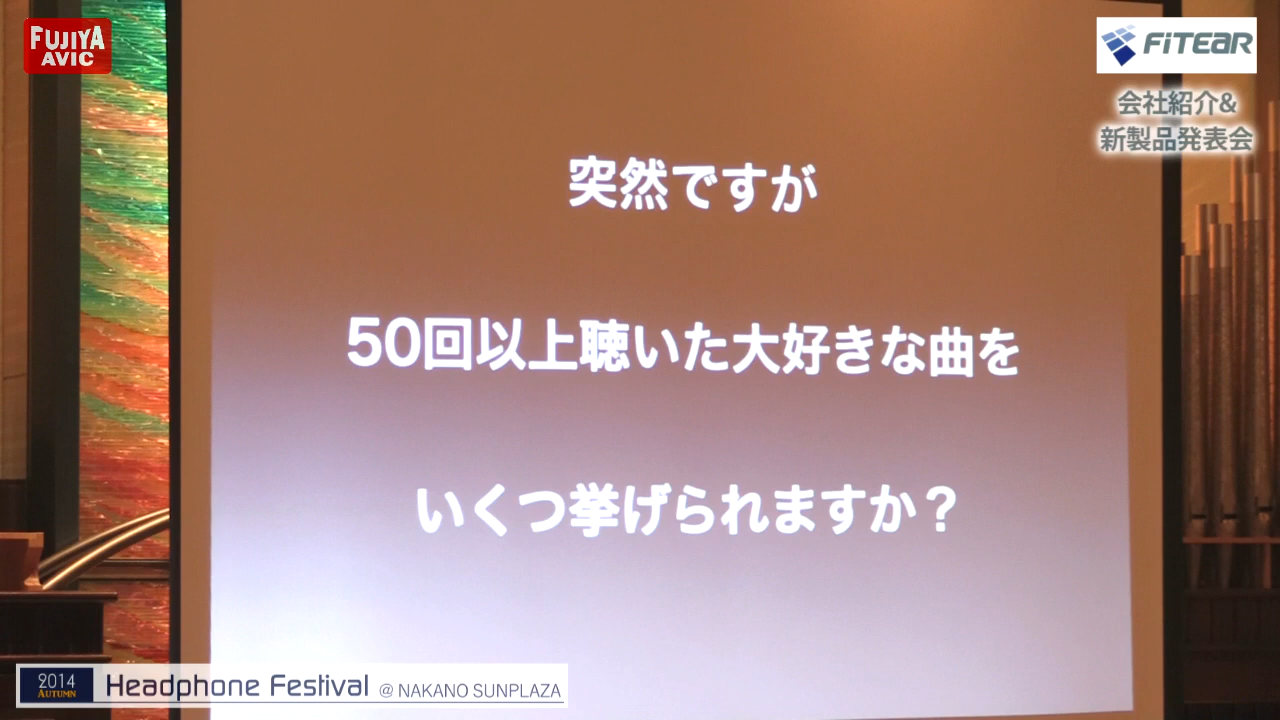 FUJIYA
AVIC
FitEar
会社紹介&
新製品発表会
突然ですが
50回以上聴いた大好きな曲を
いくつ挙げられますか？
2014
AUTUMN
Headphone Festival @ NAKANO SUNPLAZA